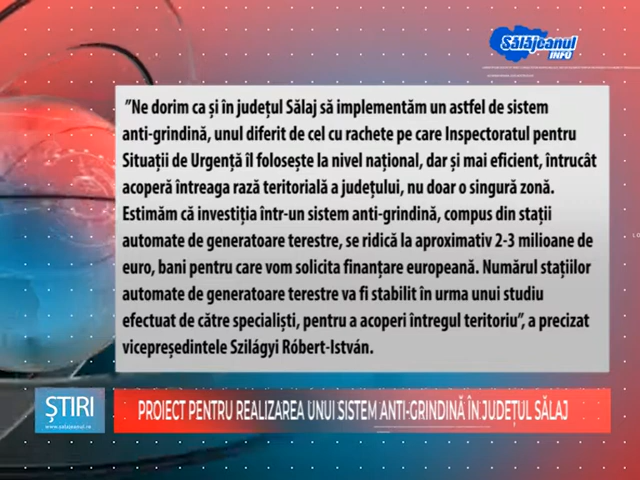 Sălăjeanul
INFO
”Ne dorim ca și în județul Sălaj să implementăm un astfel de sistem
anti-grindină, unul diferit de cel cu rachete pe care Inspectoratul pentru
Situații de Urgență îl folosește la nivel național, dar și mai eficient, întrucât
acoperă întreaga rază teritorială a județului, nu doar o singură zonă.
Estimăm că investiția într-un sistem anti-grindină, compus din stații
automate de generatoare terestre, se ridică la aproximativ 2-3 milioane de
euro, bani pentru care vom solicita finanțare europeană. Numărul stațiilor
automate de generatoare terestre va fi stabilit în urma unui studiu
efectuat de către specialiști, pentru a acoperi întregul teritoriu”, a precizat
vicepreședintele Szilágyi Róbert-István.
ȘTIRI
www.salajeanul.ro
PROIECT PENTRU REALIZAREA UNUI SISTEM ANTI-GRINDINĂ ÎN JUDEȚUL SĂLAJ